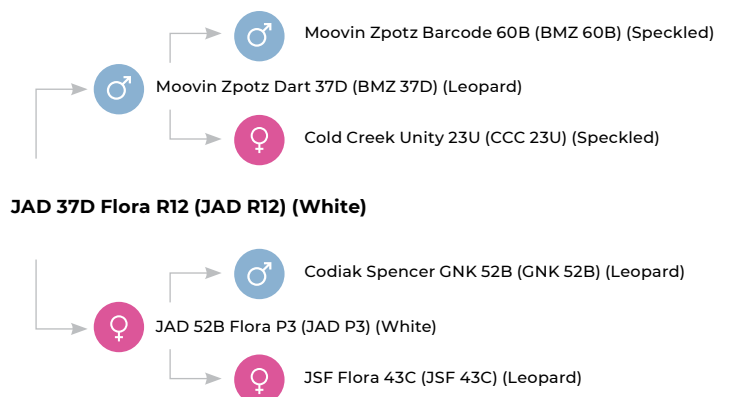 Moovin Zpotz Barcode 60B (BMZ 60B) (Speckled)
Moovin Zpotz Dart 37D (BMZ 37D) (Leopard)
Cold Creek Unity 23U (CCC 23U) (Speckled)
JAD 37D Flora R12 (JAD R12) (White)
Codiak Spencer GNK 52B (GNK 52B) (Leopard)
JAD 52B Flora P3 (JAD P3) (White)
JSF Flora 43C (JSF 43C) (Leopard)